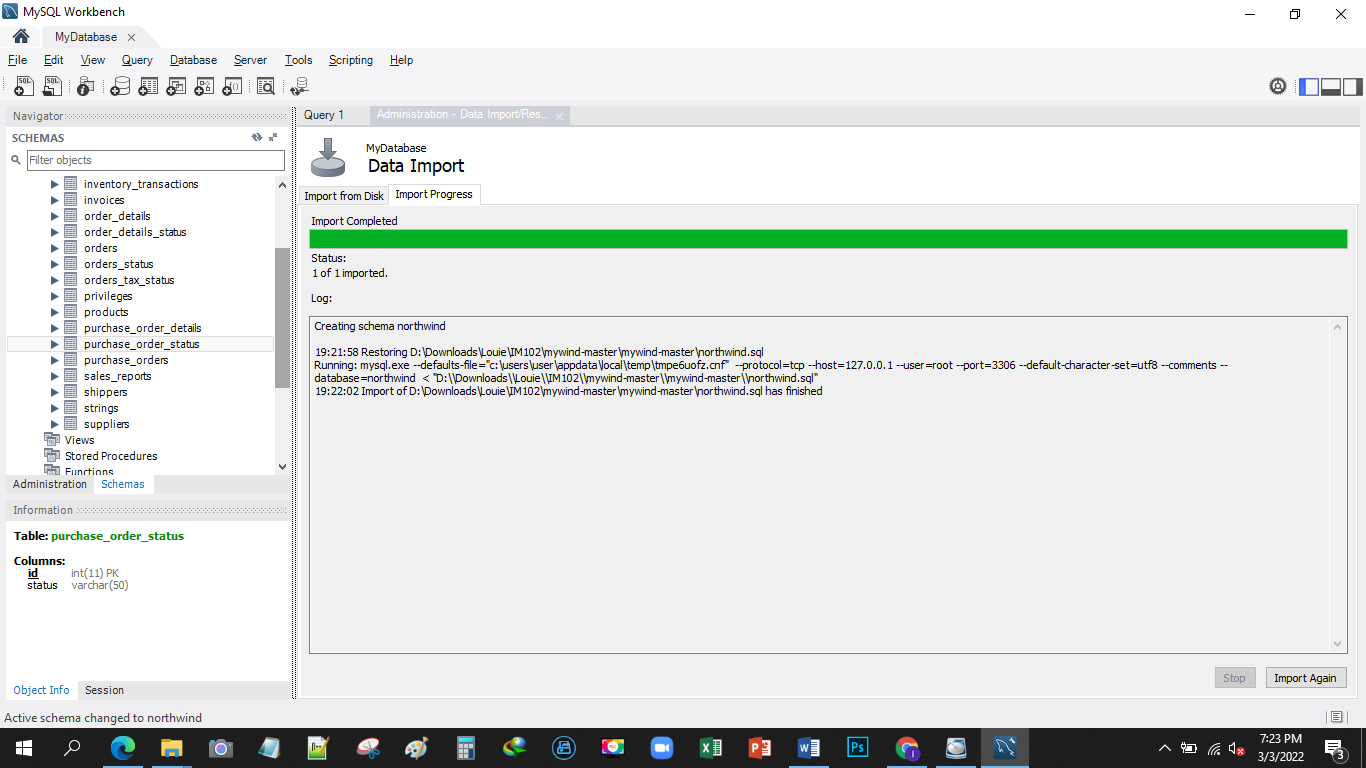 MySQL Workbench
MyDatabase
File Edit View Query Database Server Tools Scripting Help
Navigator
SCHEMAS
Filter objects
inventory_transactions
invoices
order_details
order_details_status
orders
orders_status
orders_tax_status
privileges
products
purchase_order_details
purchase_order_status
purchase_orders
sales_reports
shippers
strings
suppliers
Views
Stored Procedures
Functions
Administration Schemas
Information
Table: purchase_order_status
Columns:
id int(11) PK
status varchar(50)
Object Info Session
Query 1 Administration - Data Import/Res...
MyDatabase
Data Import
Import from Disk Import Progress
Import Completed
Status:
1 of 1 imported.
Log:
Creating schema northwind
19:21:58 Restoring D:\Downloads\Louie\IM102\mywind-master\mywind-master\northwind.sql
Running: mysql.exe --defaults-file="c:\users\user\appdata\local\temp\tmpe6uofz.cnf" --protocol=tcp --host=127.0.0.1 --user=root --port=3306 --default-character-set=utf8 --comments --
database=northwind < "D:\\Downloads\\Louie\\IM102\\mywind-master\\mywind-master\\northwind.sql"
19:22:02 Import of D:\Downloads\Louie\IM102\mywind-master\mywind-master\northwind.sql has finished
Stop Import Again
Active schema changed to northwind
7:23 PM
3/3/2022
3